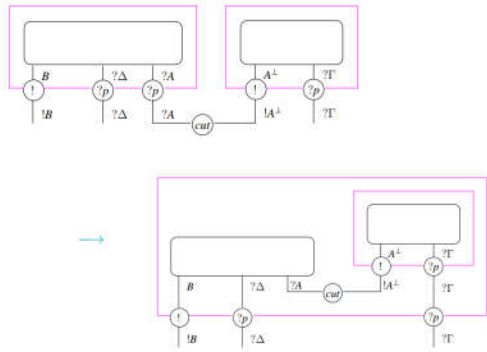 B ?Δ ?A A⊥ ?Γ
! ?p ?p ! ?p
!B ?Δ ?A cut !A⊥ ?Γ
A⊥ ?Γ
! ?p
B ?Δ ?A cut !A⊥ ?Γ
! ?p ?p
!B ?Δ ?Γ